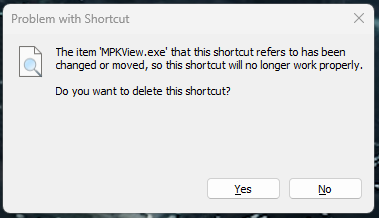 Problem with Shortcut
The item 'MPKView.exe' that this shortcut refers to has been
changed or moved, so this shortcut will no longer work properly.
Do you want to delete this shortcut?
Yes
No